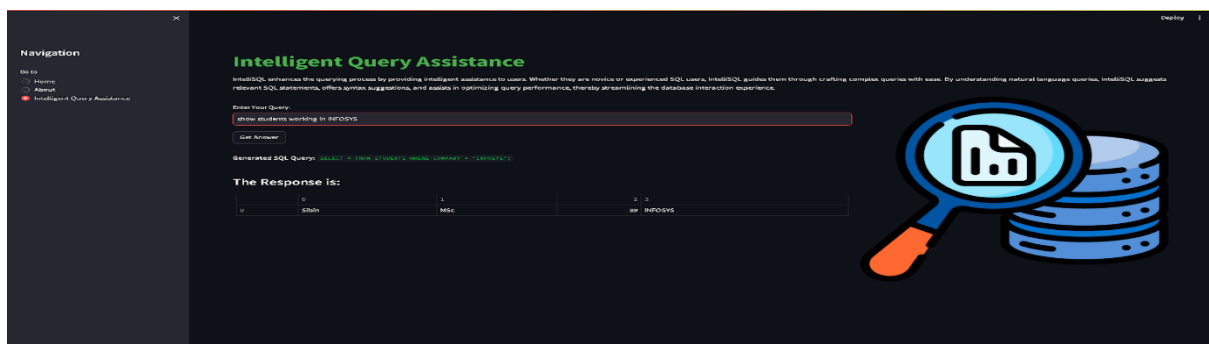 Deploy
Navigation
Go to
Home
About
Intelligent Query Assistance
Intelligent Query Assistance
IntelliSQL enhances the querying process by providing intelligent assistance to users. Whether they are novice or experienced SQL users, IntelliSQL guides them through crafting complex queries with ease. By understanding natural language queries, IntelliSQL suggests
relevant SQL statements, offers syntax suggestions, and assists in optimizing query performance, thereby streamlining the database interaction experience.
Enter Your Query:
show students working in INFOSYS
Get Answer
Generated SQL Query: SELECT * FROM STUDENTS WHERE COMPANY = "INFOSYS";
The Response is:
0 1 2 3
0 Sibin MSc INFOSYS